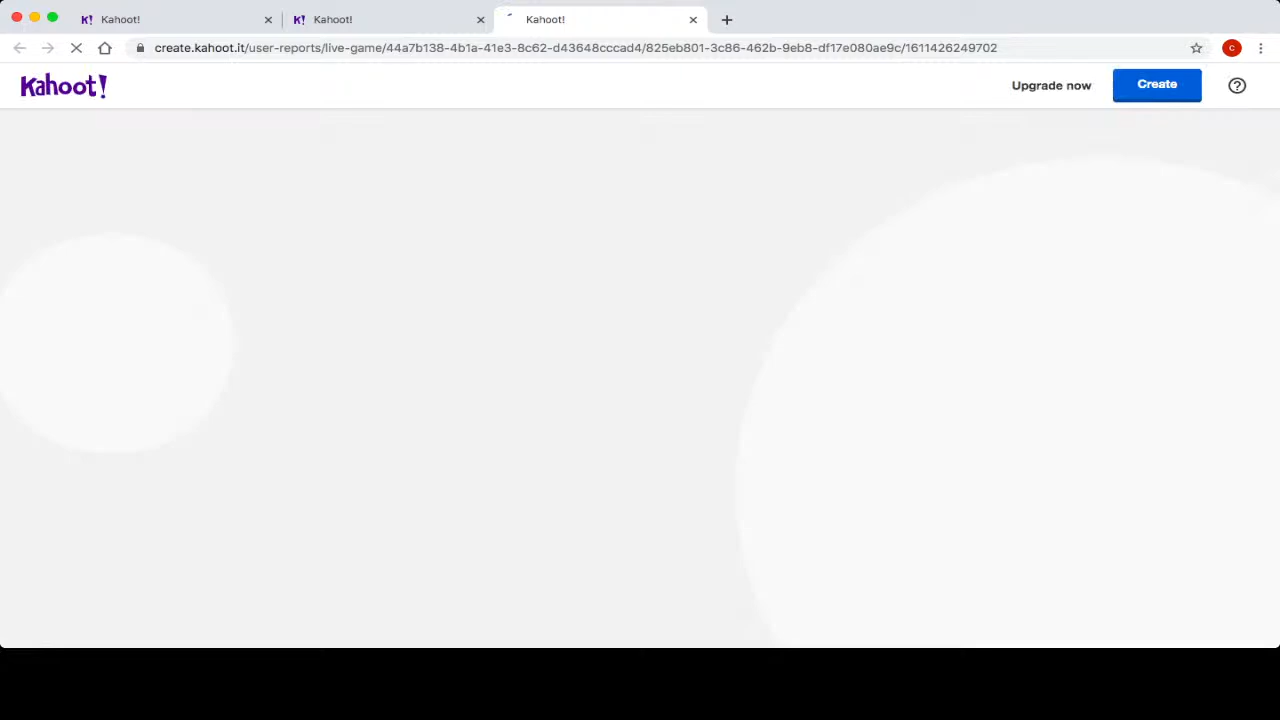 K! Kahoot!
K! Kahoot!
Kahoot!
create.kahoot.it/user-reports/live-game/44a7b138-4b1a-41e3-8c62-d43648cccad4/825eb801-3c86-462b-9eb8-df17e080ae9c/1611426249702
C
Kahoot!
Upgrade now
Create
?